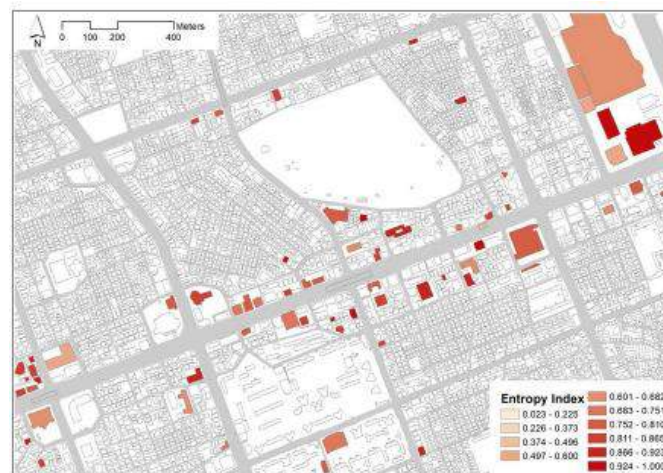 N
0 100 200 400
Meters
Entropy Index
0.023 - 0.225
0.226 - 0.373
0.374 - 0.496
0.497 - 0.600
0.601 - 0.682
0.683 - 0.751
0.752 - 0.810
0.811 - 0.865
0.866 - 0.923
0.924 - 1.000